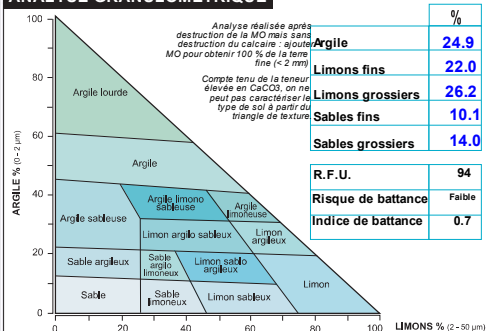 ANALYSE GRANULOMÉTRIQUE
Analyse réalisée après
destruction de la MO mais sans
destruction du calcaire : ajouter
MO pour obtenir 100 % de la terre
fine (< 2 mm)
Compte tenu de la teneur
élevée en CaCO3, on ne
peut pas caractériser le
type de sol à partir du
triangle de texture
%
Argile 24.9
Limons fins 22.0
Limons grossiers 26.2
Sables fins 10.1
Sables grossiers 14.0
R.F.U. 94
Risque de battance Faible
Indice de battance 0.7
ARGILE % (0 - 2 µm)
100
80
60
40
20
0
Argile lourde
Argile
Argile sableuse
Argile limono
sableuse
Argile
limoneuse
Limon argilo sableux
Limon
argileux
Sable argileux
Sable
argilo
limoneux
Limon sablo
argileux
Limon
Sable
Sable
limoneux
Limon sableux
0 20 40 60 80 100
LIMONS % (2 - 50 µm)